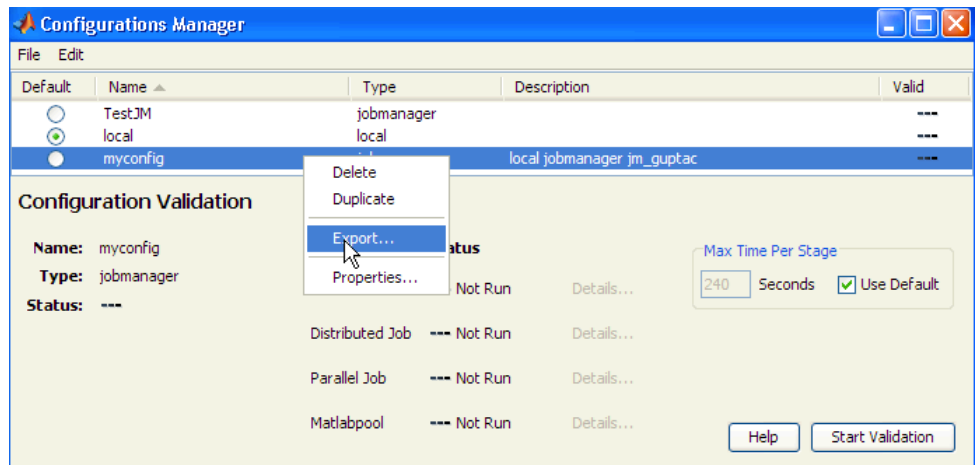 Configurations Manager
File Edit
Default Name Type Description Valid
TestJM jobmanager ---
local local ---
myconfig local jobmanager jm_guptac ---
Delete
Duplicate
Export...
Properties...
Configuration Validation
Name: myconfig
Type: jobmanager
Status: ---
Not Run Details...
Distributed Job --- Not Run Details...
Parallel Job --- Not Run Details...
Matlabpool --- Not Run Details...
Max Time Per Stage
240 Seconds Use Default
Help Start Validation